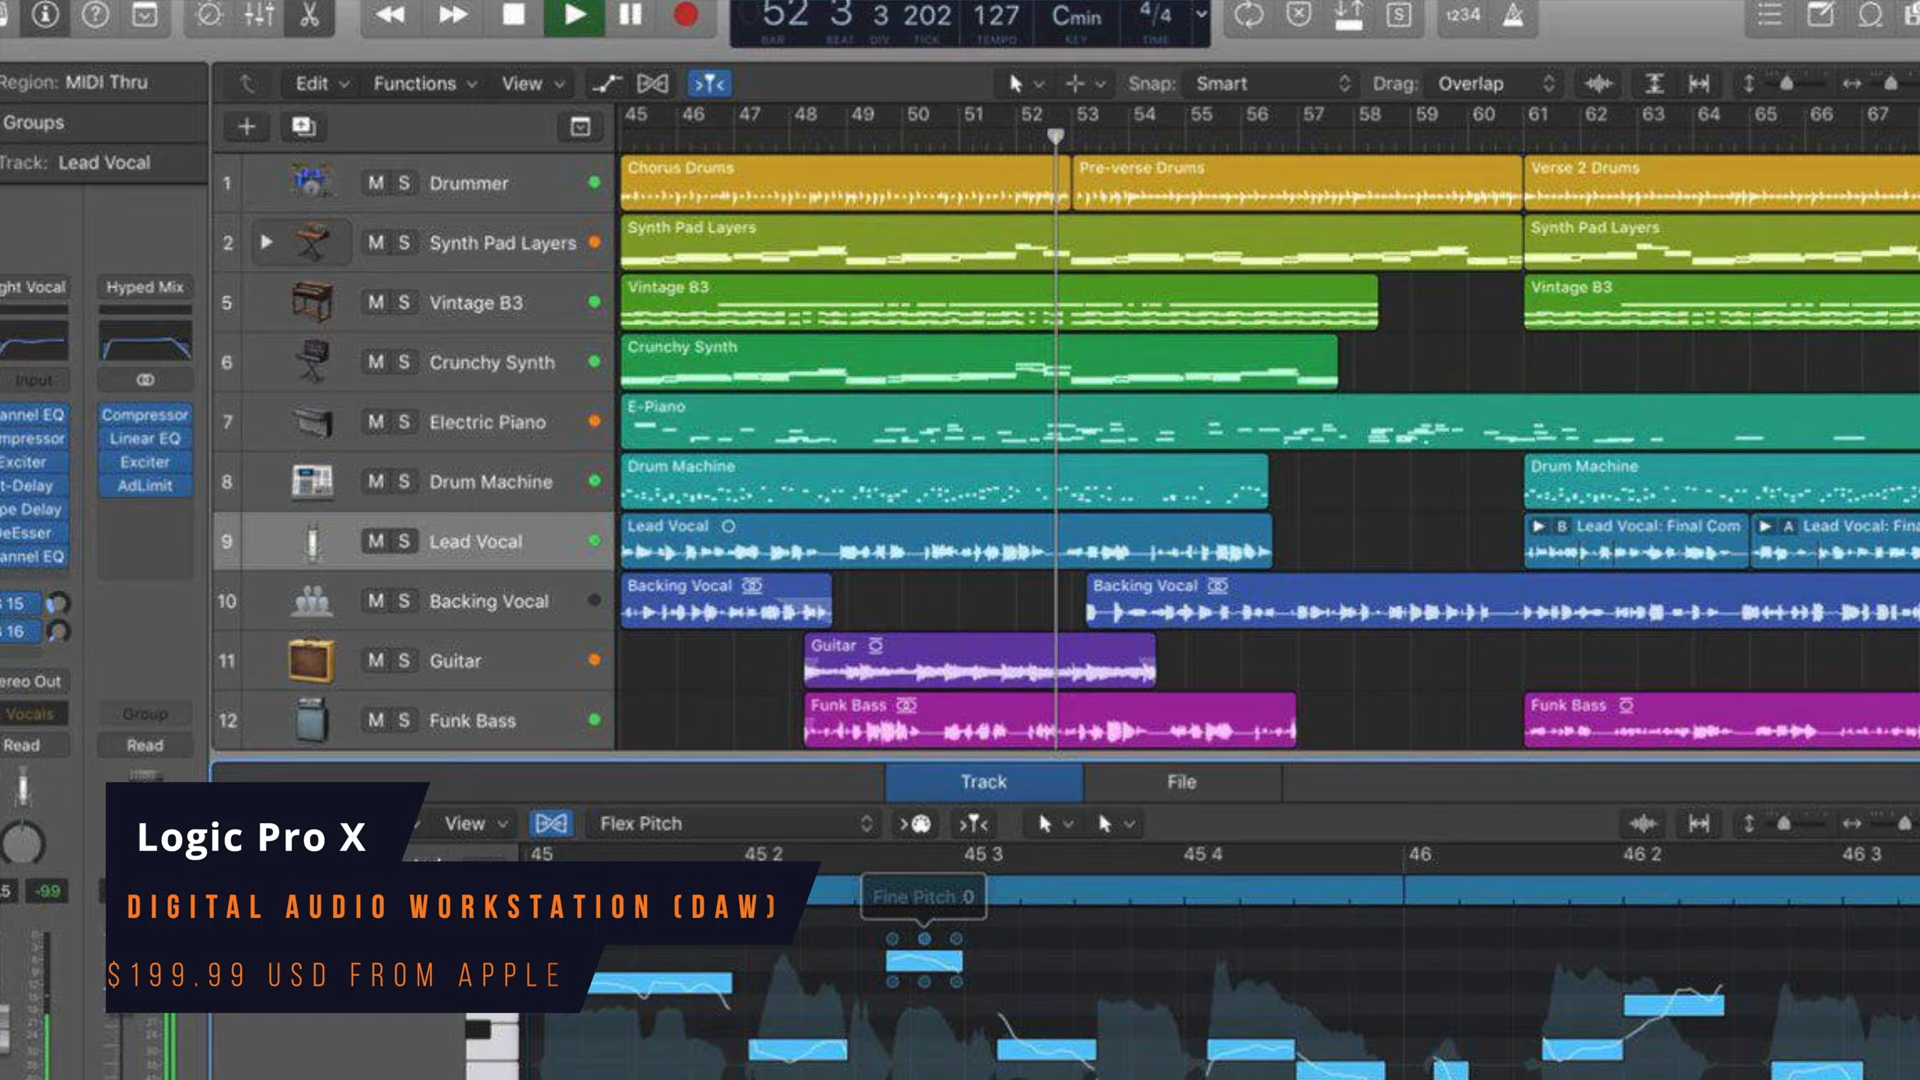 52 3 3 202 127 Cmin 4/4
BAR BEAT DIV TICK TEMPO KEY TIME
1234
Region: MIDI Thru
Edit Functions View Snap: Smart Drag: Overlap
Groups
45 46 47 48 49 50 51 52 53 54 55 56 57 58 59 60 61 62 63 64 65 66 67
Track: Lead Vocal
1 M S Drummer
Chorus Drums Pre-verse Drums Verse 2 Drums
2 M S Synth Pad Layers
Synth Pad Layers Synth Pad Layers
5 M S Vintage B3
Vintage B3 Vintage B3
6 M S Crunchy Synth
Crunchy Synth
7 M S Electric Piano
E-Piano
8 M S Drum Machine
Drum Machine Drum Machine
9 M S Lead Vocal
Lead Vocal B Lead Vocal: Final Com A Lead Vocal: Fina
10 M S Backing Vocal
Backing Vocal Backing Vocal
11 M S Guitar
Guitar
12 M S Funk Bass
Funk Bass Funk Bass
ght Vocal Hyped Mix
Input
annel EQ Compressor
mpressor Linear EQ
Exciter Exciter
t-Delay AdLimit
pe Delay
DeEsser
annel EQ
15
16
ereo Out
Vocals Group
Read Read
Track File
View Flex Pitch
45 45 2 45 3 45 4 46 46 2 46 3
.5 -9.9
Fine Pitch 0
Logic Pro X
DIGITAL AUDIO WORKSTATION (DAW)
$199.99 USD FROM APPLE